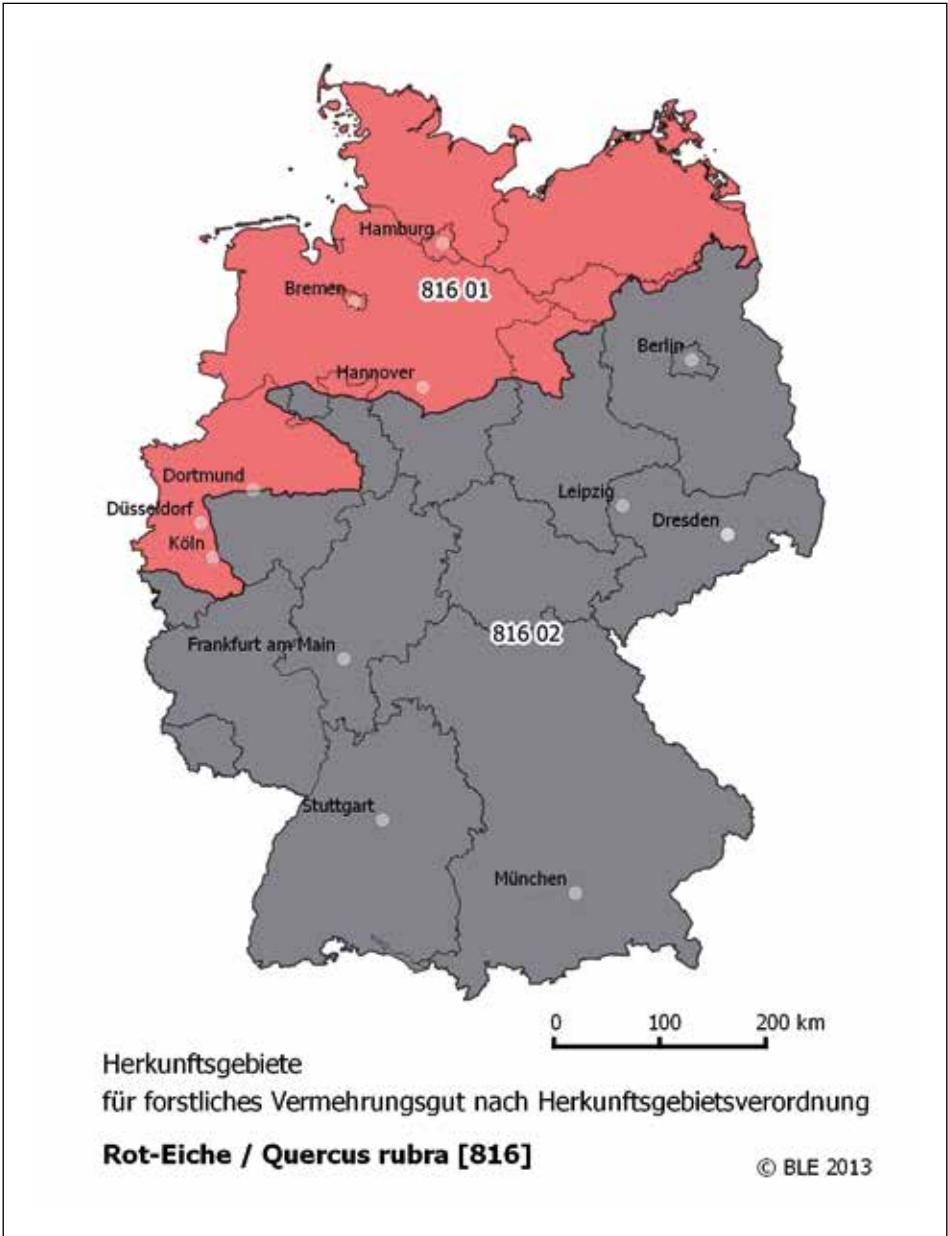 Hamburg
816 01
Bremen
Berlin
Hannover
Dortmund
Leipzig
Düsseldorf
Dresden
Köln
816 02
Frankfurt am Main
Stuttgart
München
0 100 200 km
Herkunftsgebiete
für forstliches Vermehrungsgut nach Herkunftsgebietsverordnung
Rot-Eiche / Quercus rubra [816]
© BLE 2013